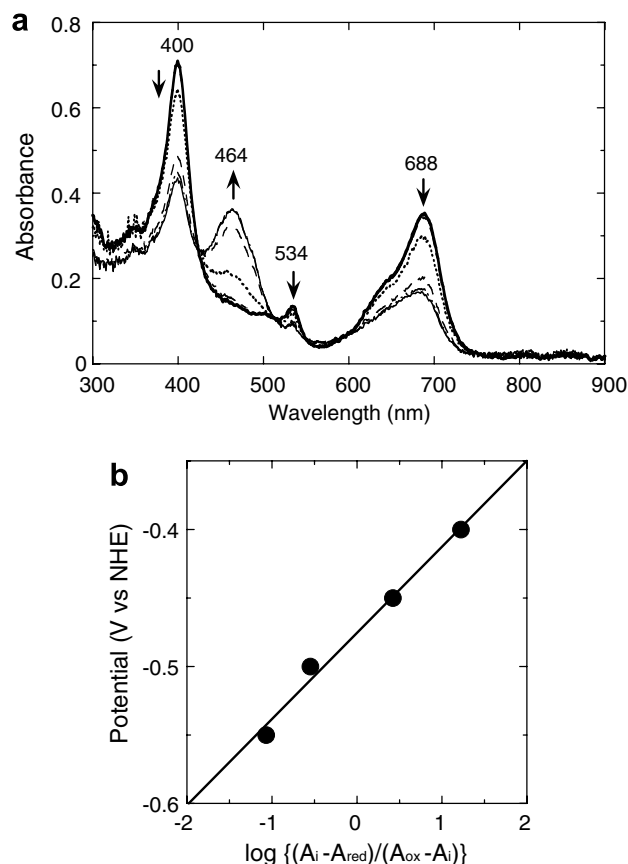 a
0.8
0.6
0.4
0.2
0
Absorbance
400
464
534
688
300 400 500 600 700 800 900
Wavelength (nm)
b
-0.4
-0.5
-0.6
Potential (V vs NHE)
-2 -1 0 1 2
log {(Ai -Ared)/(Aox -Ai)}